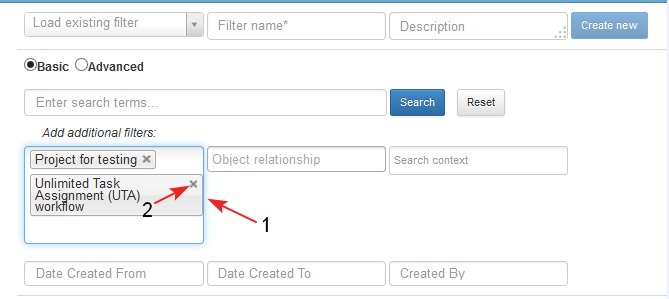 Load existing filter Filter name* Description Create new
Basic Advanced
Enter search terms... Search Reset
Add additional filters:
Project for testing × Object relationship Search context
Unlimited Task ×
Assignment (UTA)
workflow
2 1
Date Created From Date Created To Created By